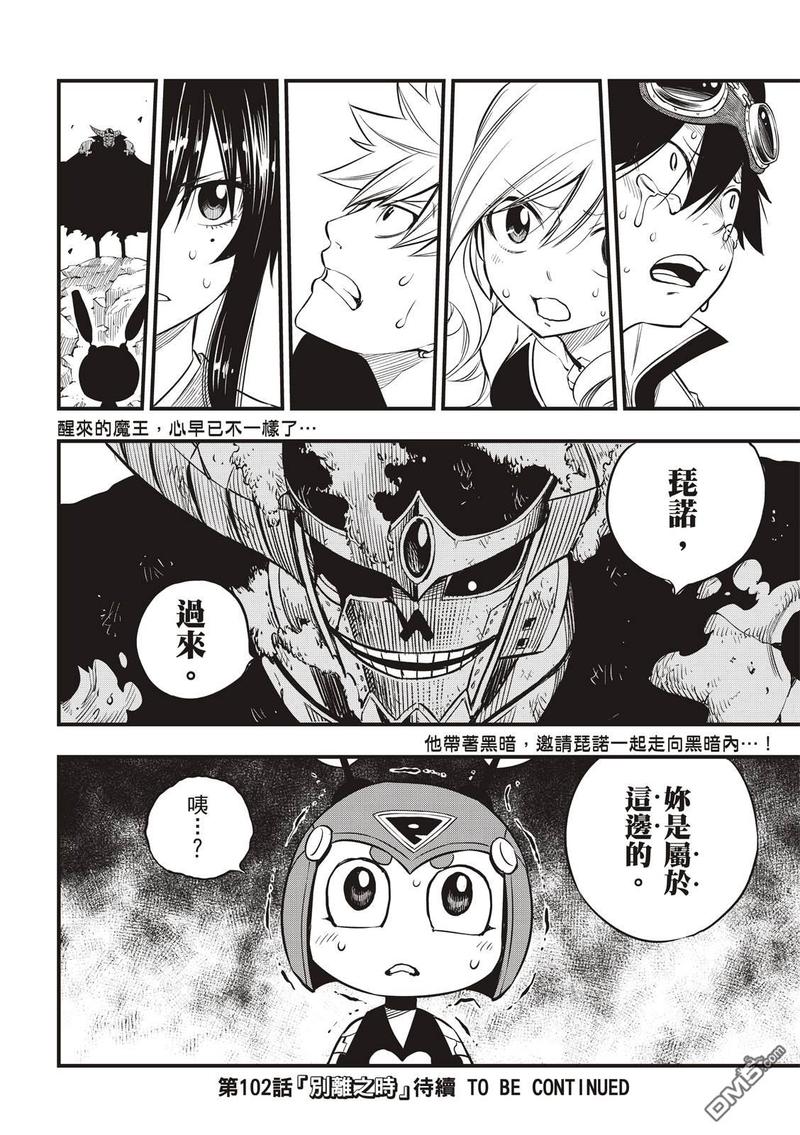 醒來的魔王，心早已不一樣了⋯
琵諾，
過來。
他帶著黑暗，邀請琵諾一起走向黑暗內⋯！
妳是屬於
這邊的。
咦
⋯？
第102話「別離之時」待續 TO BE CONTINUED
DM5.com